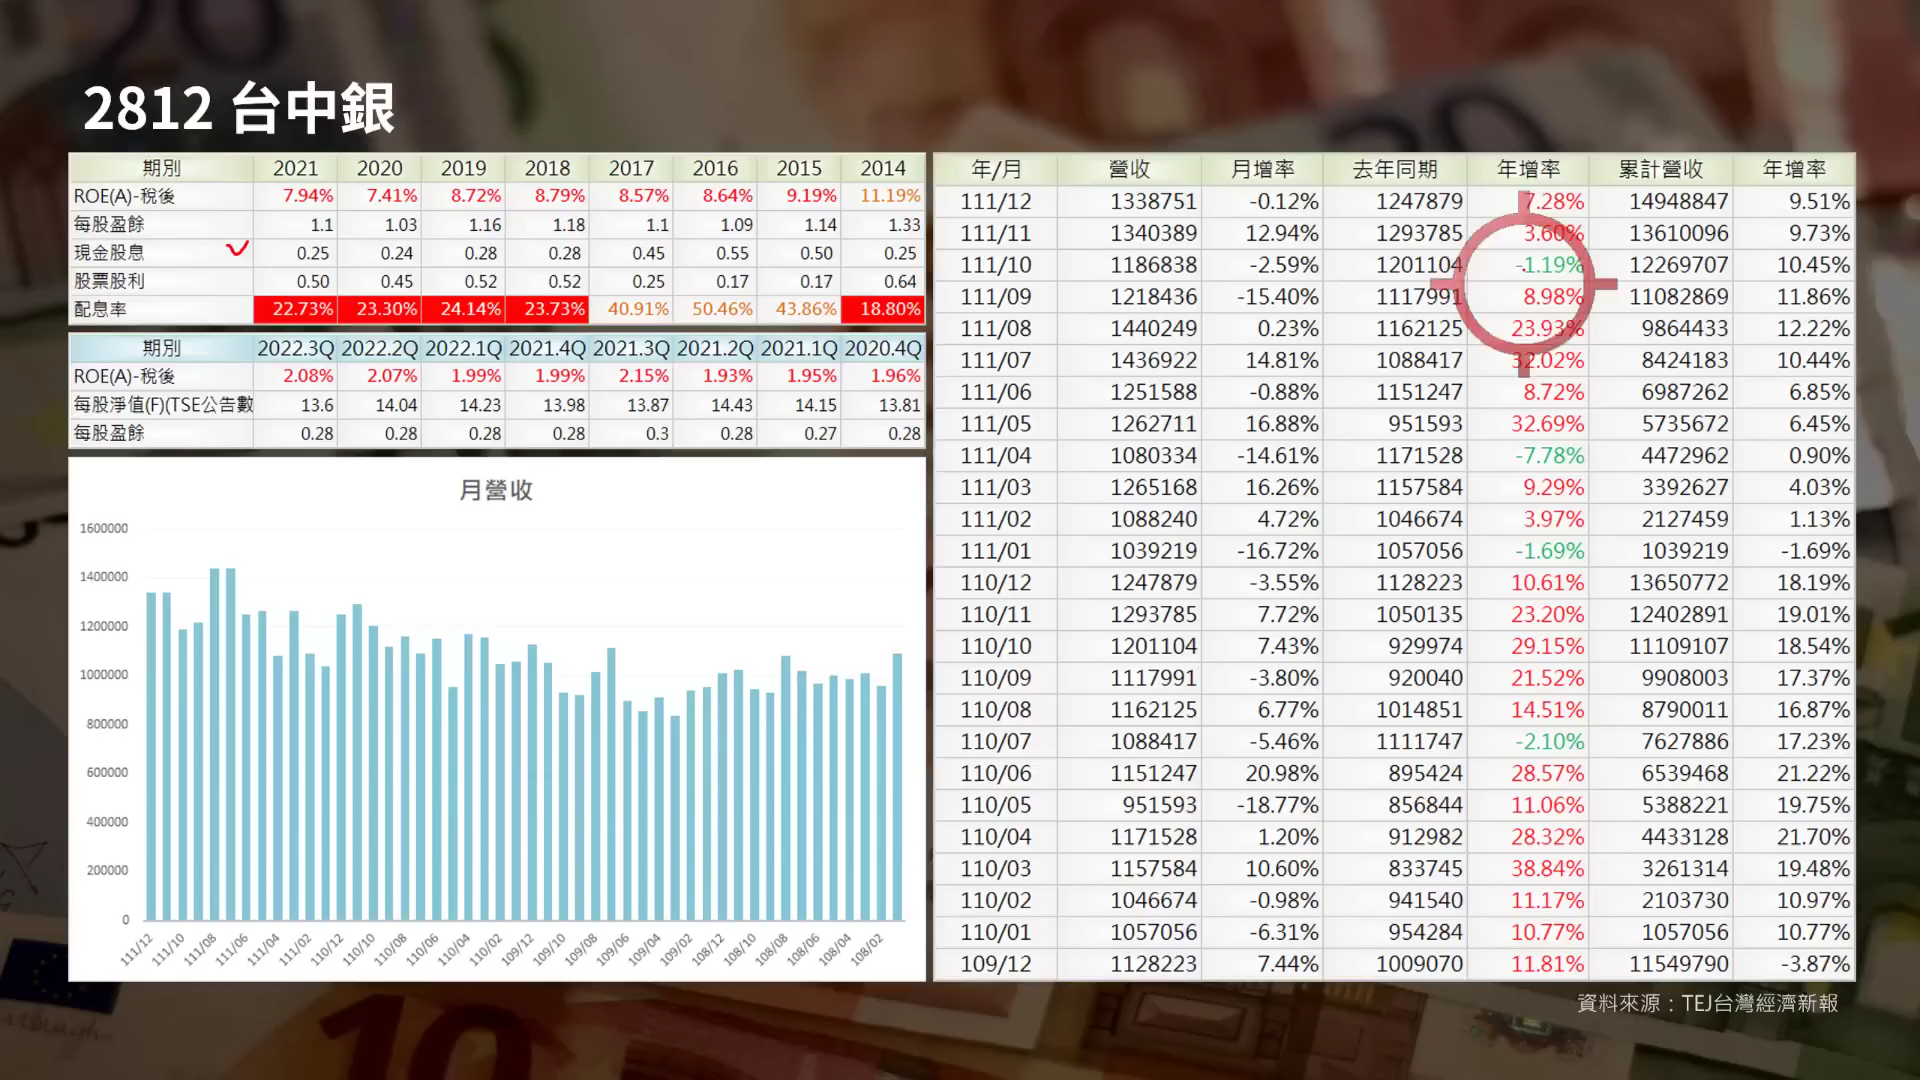 2812 台中銀
期別 2021 2020 2019 2018 2017 2016 2015 2014
ROE(A)-稅後 7.94% 7.41% 8.72% 8.79% 8.57% 8.64% 9.19% 11.19%
每股盈餘 1.1 1.03 1.16 1.18 1.1 1.09 1.14 1.33
現金股息 0.25 0.24 0.28 0.28 0.45 0.55 0.50 0.25
股票股利 0.50 0.45 0.52 0.52 0.25 0.17 0.17 0.64
配息率 22.73% 23.30% 24.14% 23.73% 40.91% 50.46% 43.86% 18.80%
期別 2022.3Q 2022.2Q 2022.1Q 2021.4Q 2021.3Q 2021.2Q 2021.1Q 2020.4Q
ROE(A)-稅後 2.08% 2.07% 1.99% 1.99% 2.15% 1.93% 1.95% 1.96%
每股淨值(F)(TSE公告數 13.6 14.04 14.23 13.98 13.87 14.43 14.15 13.81
每股盈餘 0.28 0.28 0.28 0.28 0.3 0.28 0.27 0.28
月營收
1600000
1400000
1200000
1000000
800000
600000
400000
200000
0
111/12 111/10 111/08 111/06 111/04 111/02 110/12 110/10 110/08 110/06 110/04 110/02 109/12 109/10 109/08 109/06 109/04 109/02 108/12 108/10 108/08 108/06 108/04 108/02
年/月 營收 月增率 去年同期 年增率 累計營收 年增率
111/12 1338751 -0.12% 1247879 7.28% 14948847 9.51%
111/11 1340389 12.94% 1293785 3.60% 13610096 9.73%
111/10 1186838 -2.59% 1201104 -1.19% 12269707 10.45%
111/09 1218436 -15.40% 1117991 8.98% 11082869 11.86%
111/08 1440249 0.23% 1162125 23.93% 9864433 12.22%
111/07 1436922 14.81% 1088417 32.02% 8424183 10.44%
111/06 1251588 -0.88% 1151247 8.72% 6987262 6.85%
111/05 1262711 16.88% 951593 32.69% 5735672 6.45%
111/04 1080334 -14.61% 1171528 -7.78% 4472962 0.90%
111/03 1265168 16.26% 1157584 9.29% 3392627 4.03%
111/02 1088240 4.72% 1046674 3.97% 2127459 1.13%
111/01 1039219 -16.72% 1057056 -1.69% 1039219 -1.69%
110/12 1247879 -3.55% 1128223 10.61% 13650772 18.19%
110/11 1293785 7.72% 1050135 23.20% 12402891 19.01%
110/10 1201104 7.43% 929974 29.15% 11109107 18.54%
110/09 1117991 -3.80% 920040 21.52% 9908003 17.37%
110/08 1162125 6.77% 1014851 14.51% 8790011 16.87%
110/07 1088417 -5.46% 1111747 -2.10% 7627886 17.23%
110/06 1151247 20.98% 895424 28.57% 6539468 21.22%
110/05 951593 -18.77% 856844 11.06% 5388221 19.75%
110/04 1171528 1.20% 912982 28.32% 4433128 21.70%
110/03 1157584 10.60% 833745 38.84% 3261314 19.48%
110/02 1046674 -0.98% 941540 11.17% 2103730 10.97%
110/01 1057056 -6.31% 954284 10.77% 1057056 10.77%
109/12 1128223 7.44% 1009070 11.81% 11549790 -3.87%
資料來源：TEJ台灣經濟新報